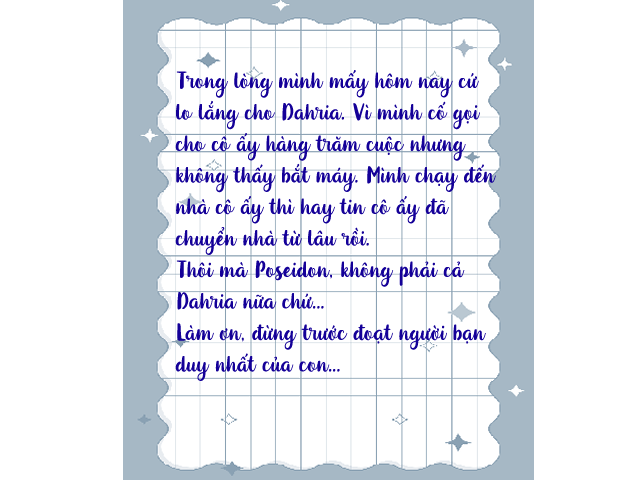 Trong lòng mình mấy hôm nay cứ
lo lắng cho Dahria. Vì mình cố gọi
cho cô ấy hàng trăm cuộc nhưng
không thấy bắt máy. Mình chạy đến
nhà cô ấy thì hay tin cô ấy đã
chuyển nhà từ lâu rồi.
Thôi mà Poseidon, không phải cả
Dahria nữa chứ...
Làm ơn, đừng trước đoạt người bạn
duy nhất của con...